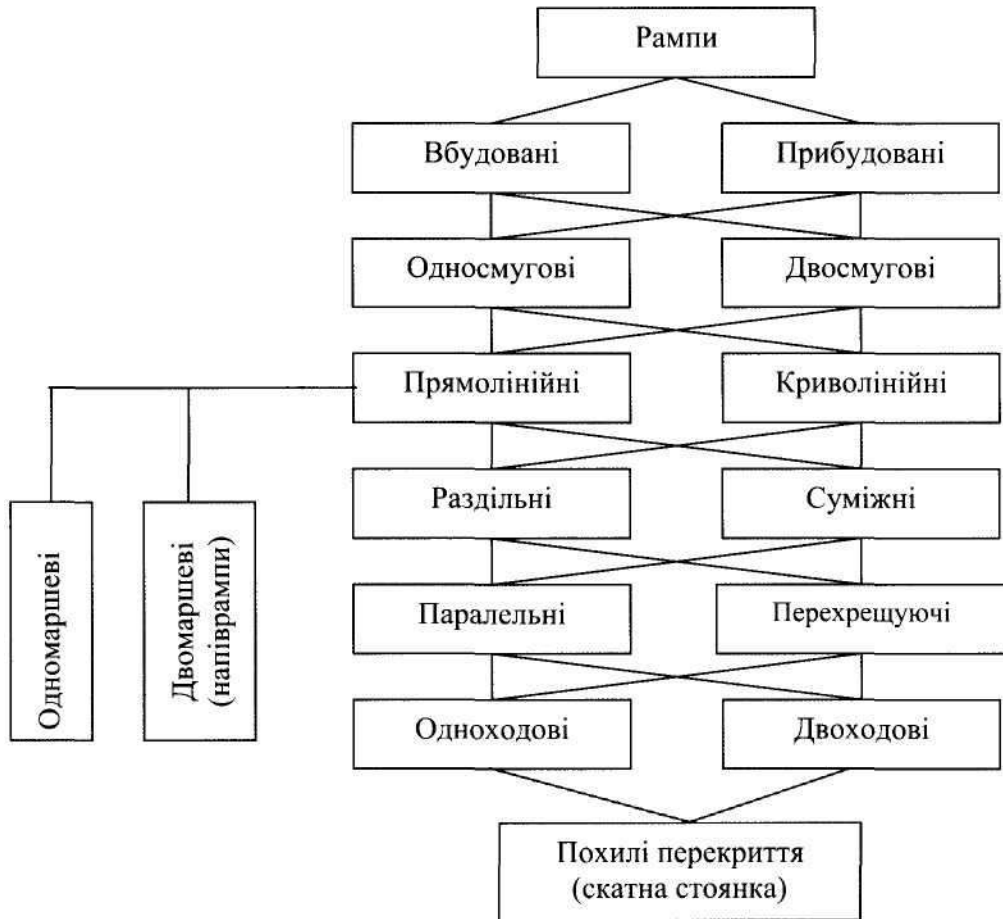 Рампи
Вбудовані
Прибудовані
Односмугові
Двосмугові
Прямолінійні
Криволінійні
Раздільні
Суміжні
Одномаршеві
Двомаршеві
(напіврампи)
Паралельні
Перехрещуючі
Одноходові
Двоходові
Похилі перекриття
(скатна стоянка)